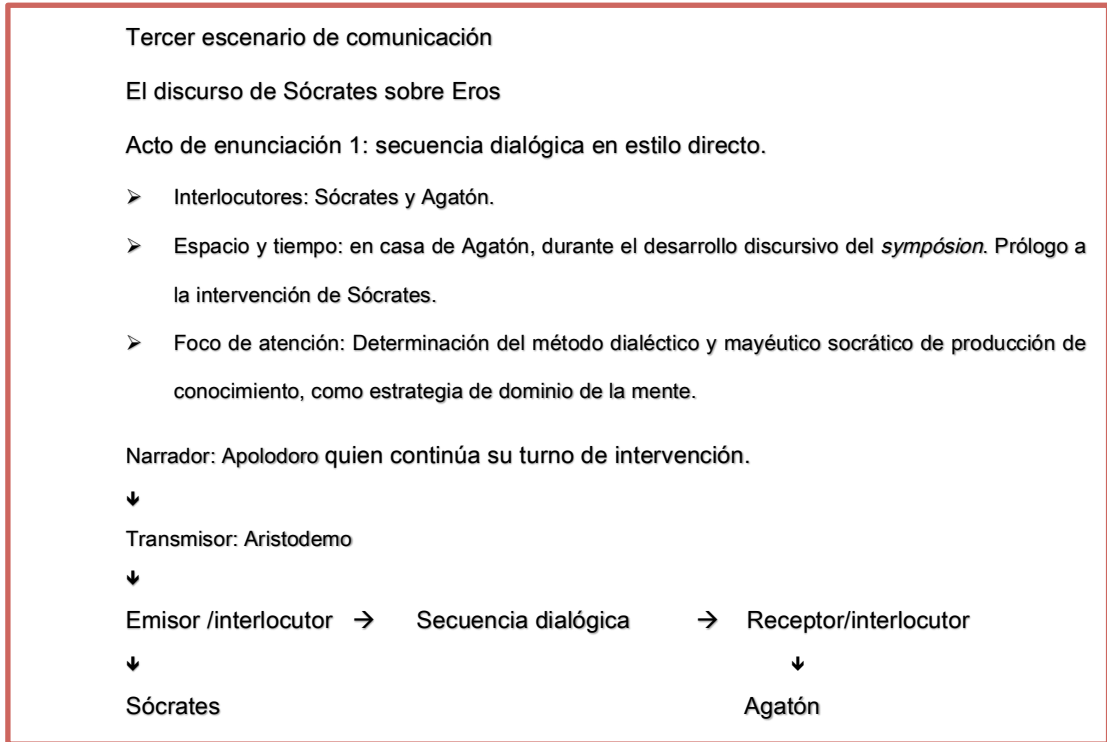 Tercer escenario de comunicación
El discurso de Sócrates sobre Eros
Acto de enunciación 1: secuencia dialógica en estilo directo.
➢ Interlocutores: Sócrates y Agatón.
➢ Espacio y tiempo: en casa de Agatón, durante el desarrollo discursivo del sympósion. Prólogo a
la intervención de Sócrates.
➢ Foco de atención: Determinación del método dialéctico y mayéutico socrático de producción de
conocimiento, como estrategia de dominio de la mente.
Narrador: Apolodoro quien continúa su turno de intervención.
↓
Transmisor: Aristodemo
↓
Emisor /interlocutor → Secuencia dialógica → Receptor/interlocutor
↓ ↓
Sócrates Agatón